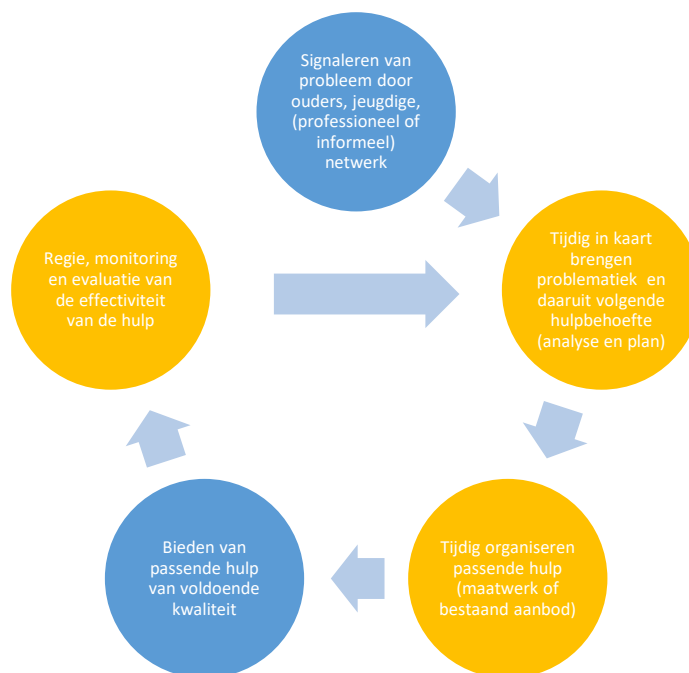 Signaleren van
probleem door
ouders, jeugdige,
(professioneel of
informeel)
netwerk
Tijdig in kaart
brengen
problematiek en
daaruit volgende
hulpbehoefte
(analyse en plan)
Tijdig organiseren
passende hulp
(maatwerk of
bestaand aanbod)
Bieden van
passende hulp
van voldoende
kwaliteit
Regie, monitoring
en evaluatie van
de effectiviteit
van de hulp